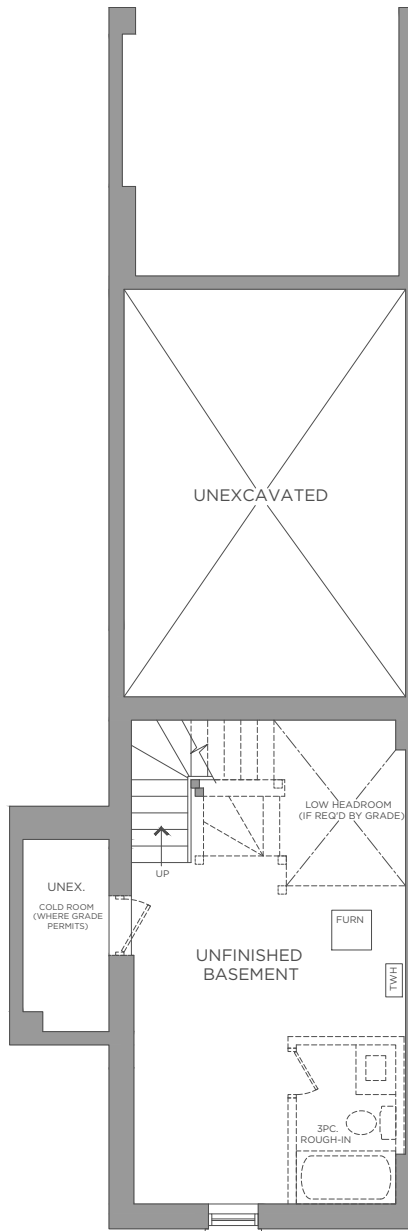 UNEXCAVATED
LOW HEADROOM
(IF REQ'D BY GRADE)
UP
UNEX.
COLD ROOM
(WHERE GRADE
PERMITS)
FURN
UNFINISHED
BASEMENT
TWH
3PC.
ROUGH-IN